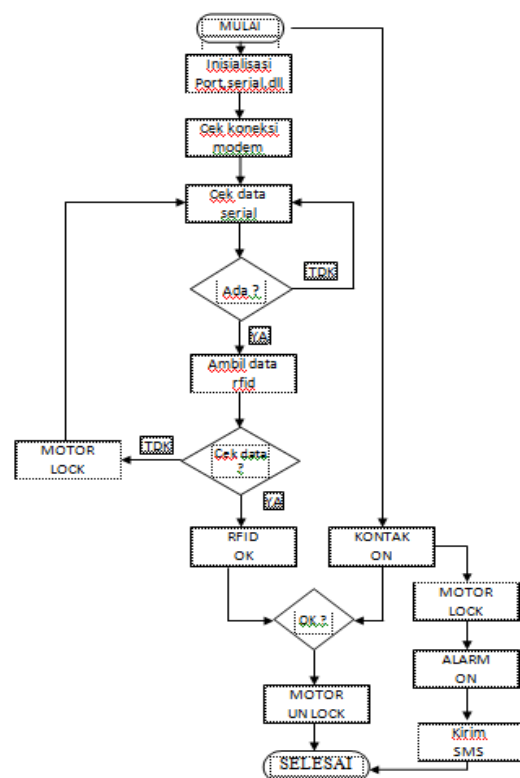 MULAI
Inisialisasi
Port,serial,dll
Cek koneksi
modem
Cek data
serial
TDK
Ada ?
YA
Ambil data
rfid
TDK
Cek data
?
MOTOR
LOCK
YA
RFID
OK
KONTAK
ON
MOTOR
LOCK
OK ?
ALARM
ON
MOTOR
UN LOCK
Kirim
SMS
SELESAI